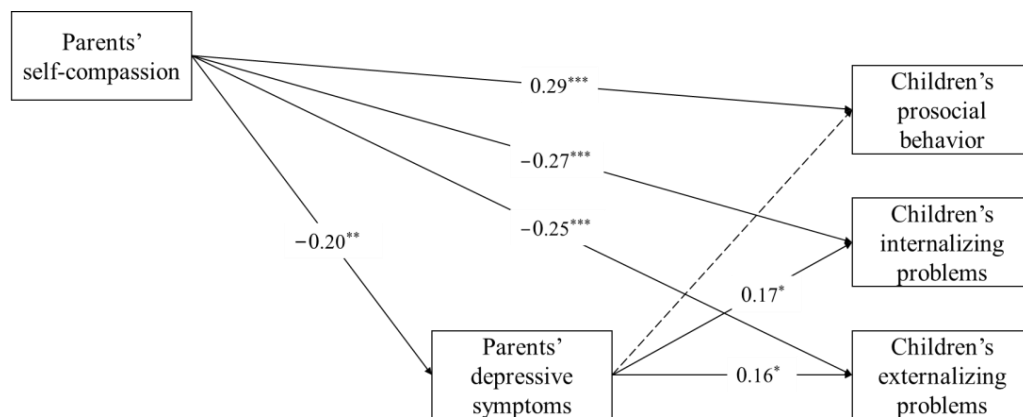 Parents’
self-compassion
0.29***
Children’s
prosocial
behavior
−0.27***
−0.25***
Children’s
internalizing
problems
−0.20**
0.17*
Parents’
depressive
symptoms
0.16*
Children’s
externalizing
problems